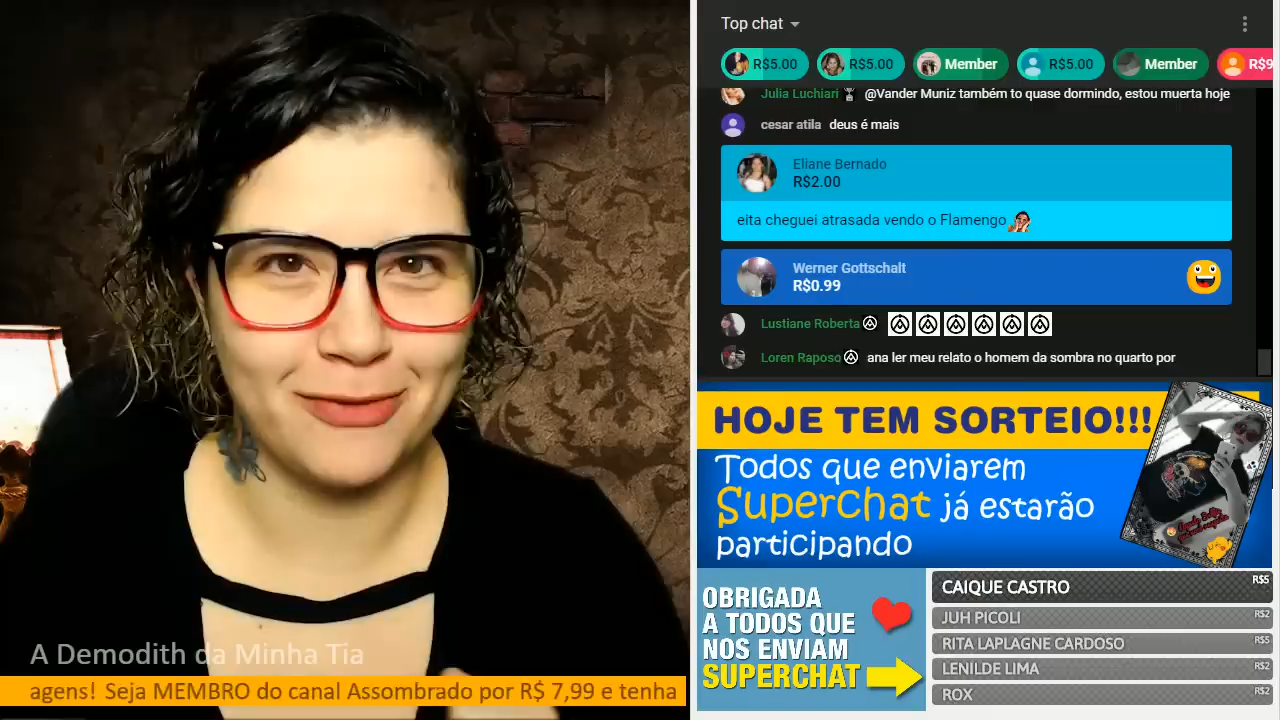 Top chat
R$5.00
R$5.00
Member
R$5.00
Member
R$9
Julia Luchiari @Vander Muniz também to quase dormindo, estou muerta hoje
cesar atila deus é mais
Eliane Bernado
R$2.00
eita cheguei atrasada vendo o Flamengo
Werner Gottschalt
R$0.99
Lustiane Roberta
Loren Raposo ana ler meu relato o homem da sombra no quarto por
HOJE TEM SORTEIO!!!
Todos que enviarem
Superchat já estarão
participando
OBRIGADA
A TODOS QUE
NOS ENVIAM
SUPERCHAT
CAIQUE CASTRO R$5
JUH PICOLI R$2
RITA LAPLAGNE CARDOSO R$5
LENILDE LIMA R$2
ROX R$2
A Demodith da Minha Tia
agens! Seja MEMBRO do canal Assombrado por R$ 7,99 e tenha